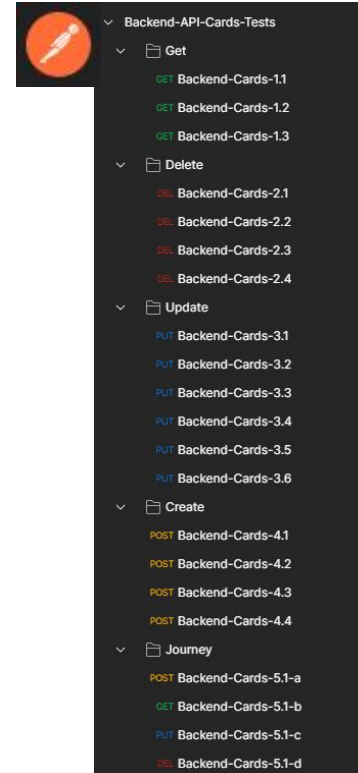 Backend-API-Cards-Tests
Get
GET Backend-Cards-1.1
GET Backend-Cards-1.2
GET Backend-Cards-1.3
Delete
DEL Backend-Cards-2.1
DEL Backend-Cards-2.2
DEL Backend-Cards-2.3
DEL Backend-Cards-2.4
Update
PUT Backend-Cards-3.1
PUT Backend-Cards-3.2
PUT Backend-Cards-3.3
PUT Backend-Cards-3.4
PUT Backend-Cards-3.5
PUT Backend-Cards-3.6
Create
POST Backend-Cards-4.1
POST Backend-Cards-4.2
POST Backend-Cards-4.3
POST Backend-Cards-4.4
Journey
POST Backend-Cards-5.1-a
GET Backend-Cards-5.1-b
PUT Backend-Cards-5.1-c
DEL Backend-Cards-5.1-d